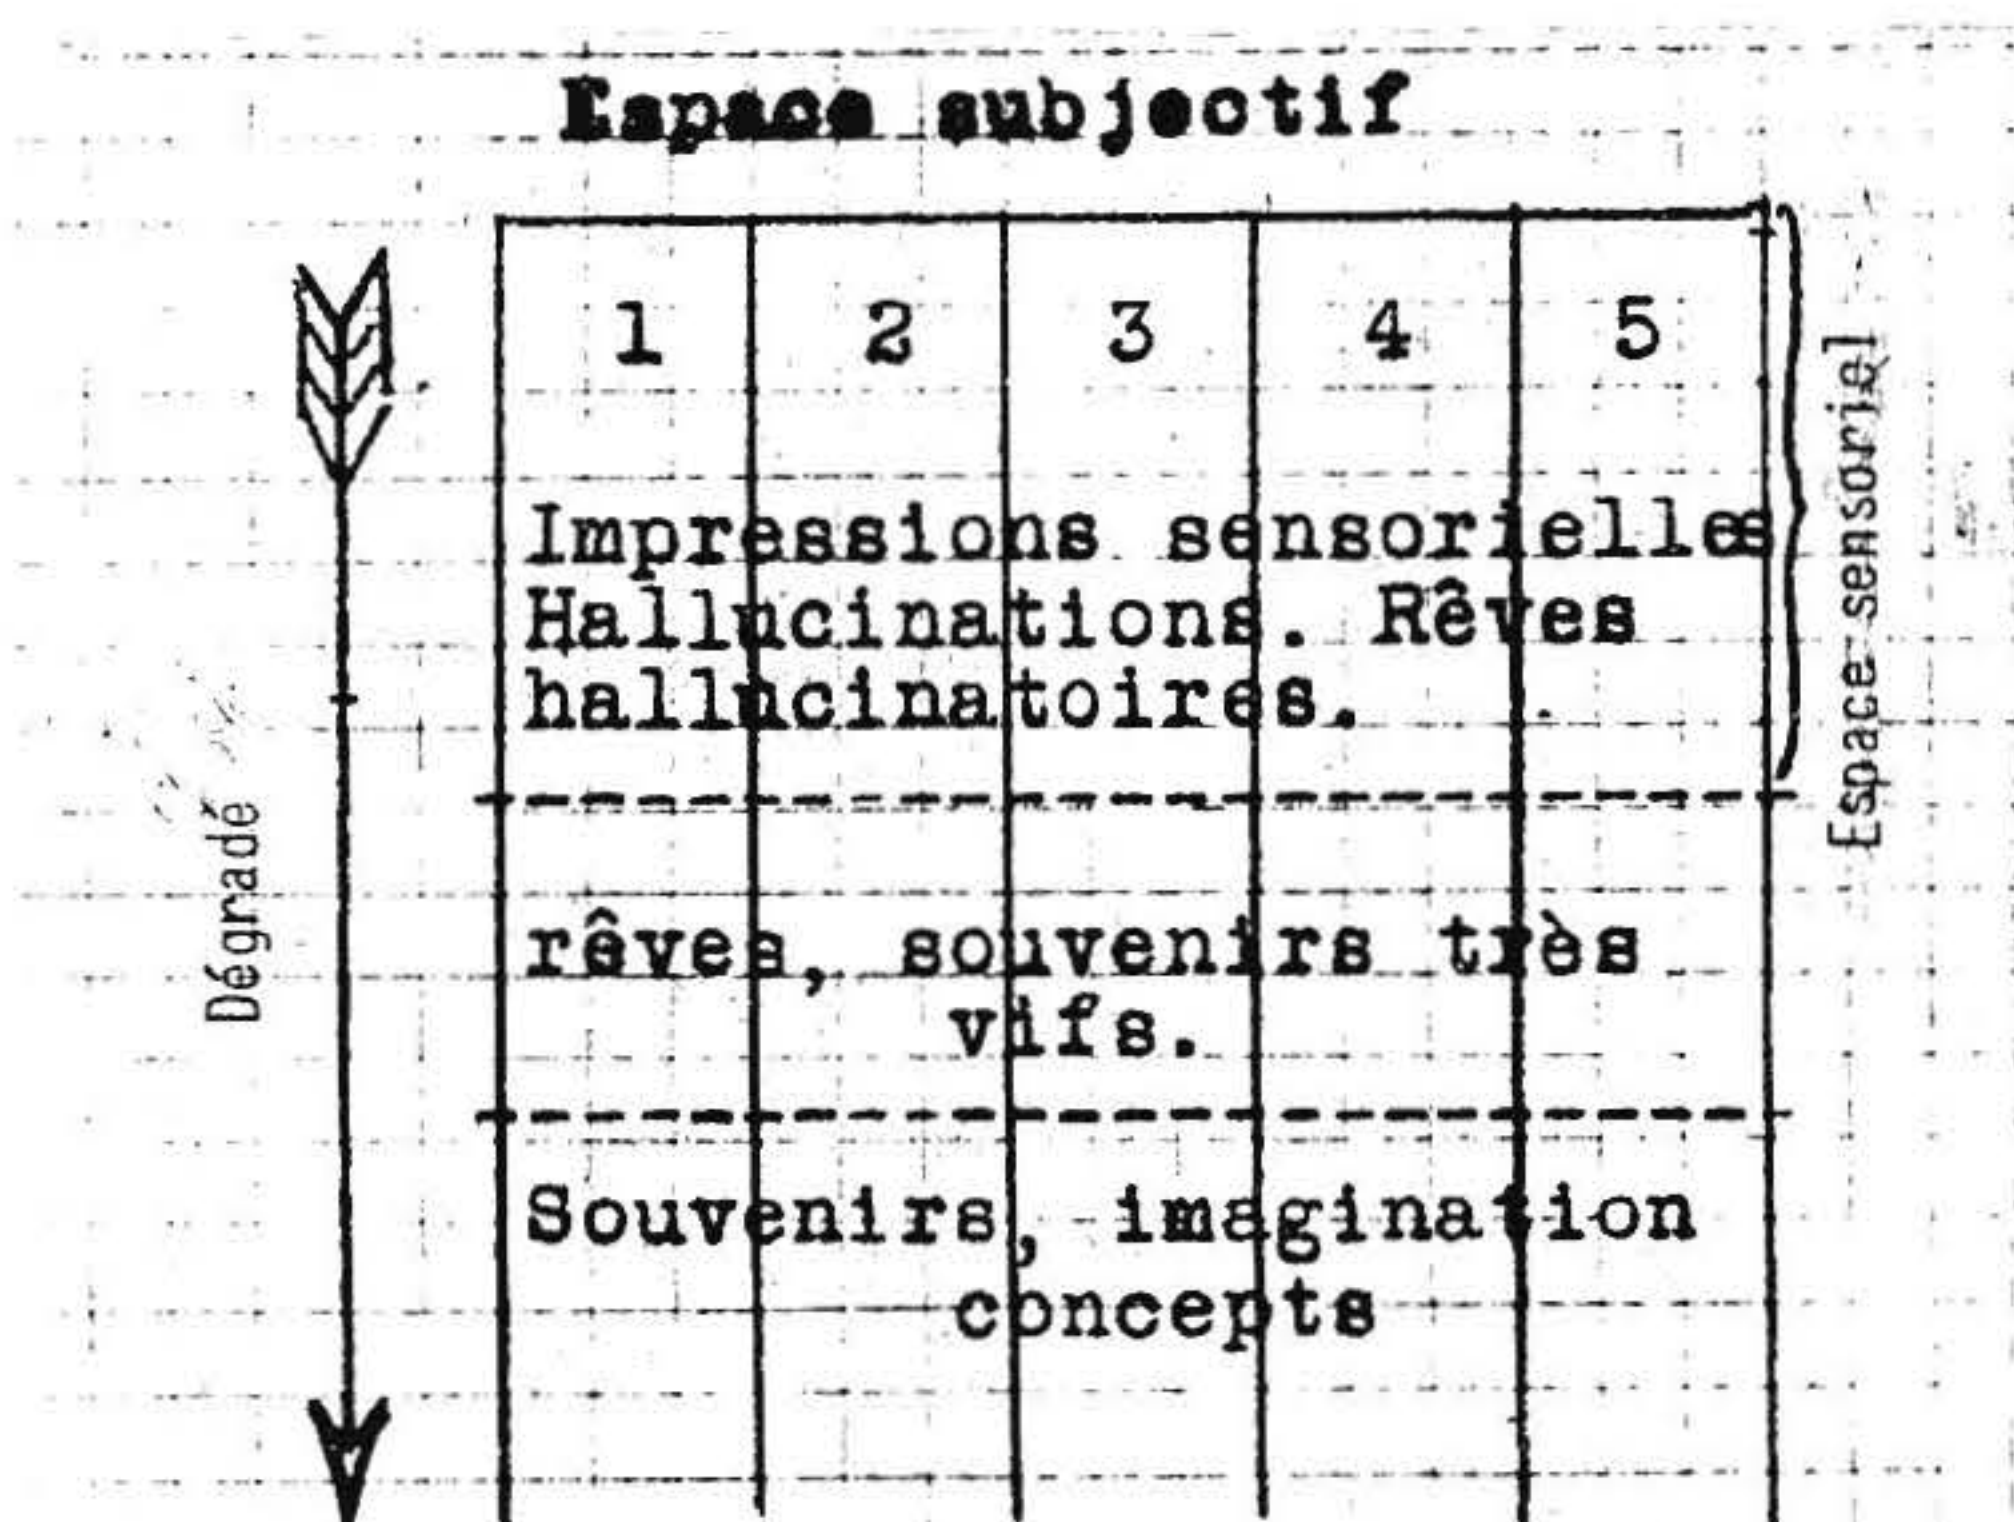 Espace subjectif
1 2 3 4 5
Impressions sensorielles
Hallucinations. Rêves
hallucinatoires.
rêves, souvenirs très
vifs.
Souvenirs, imagination
concepts
Dégradé
Espace sensoriel